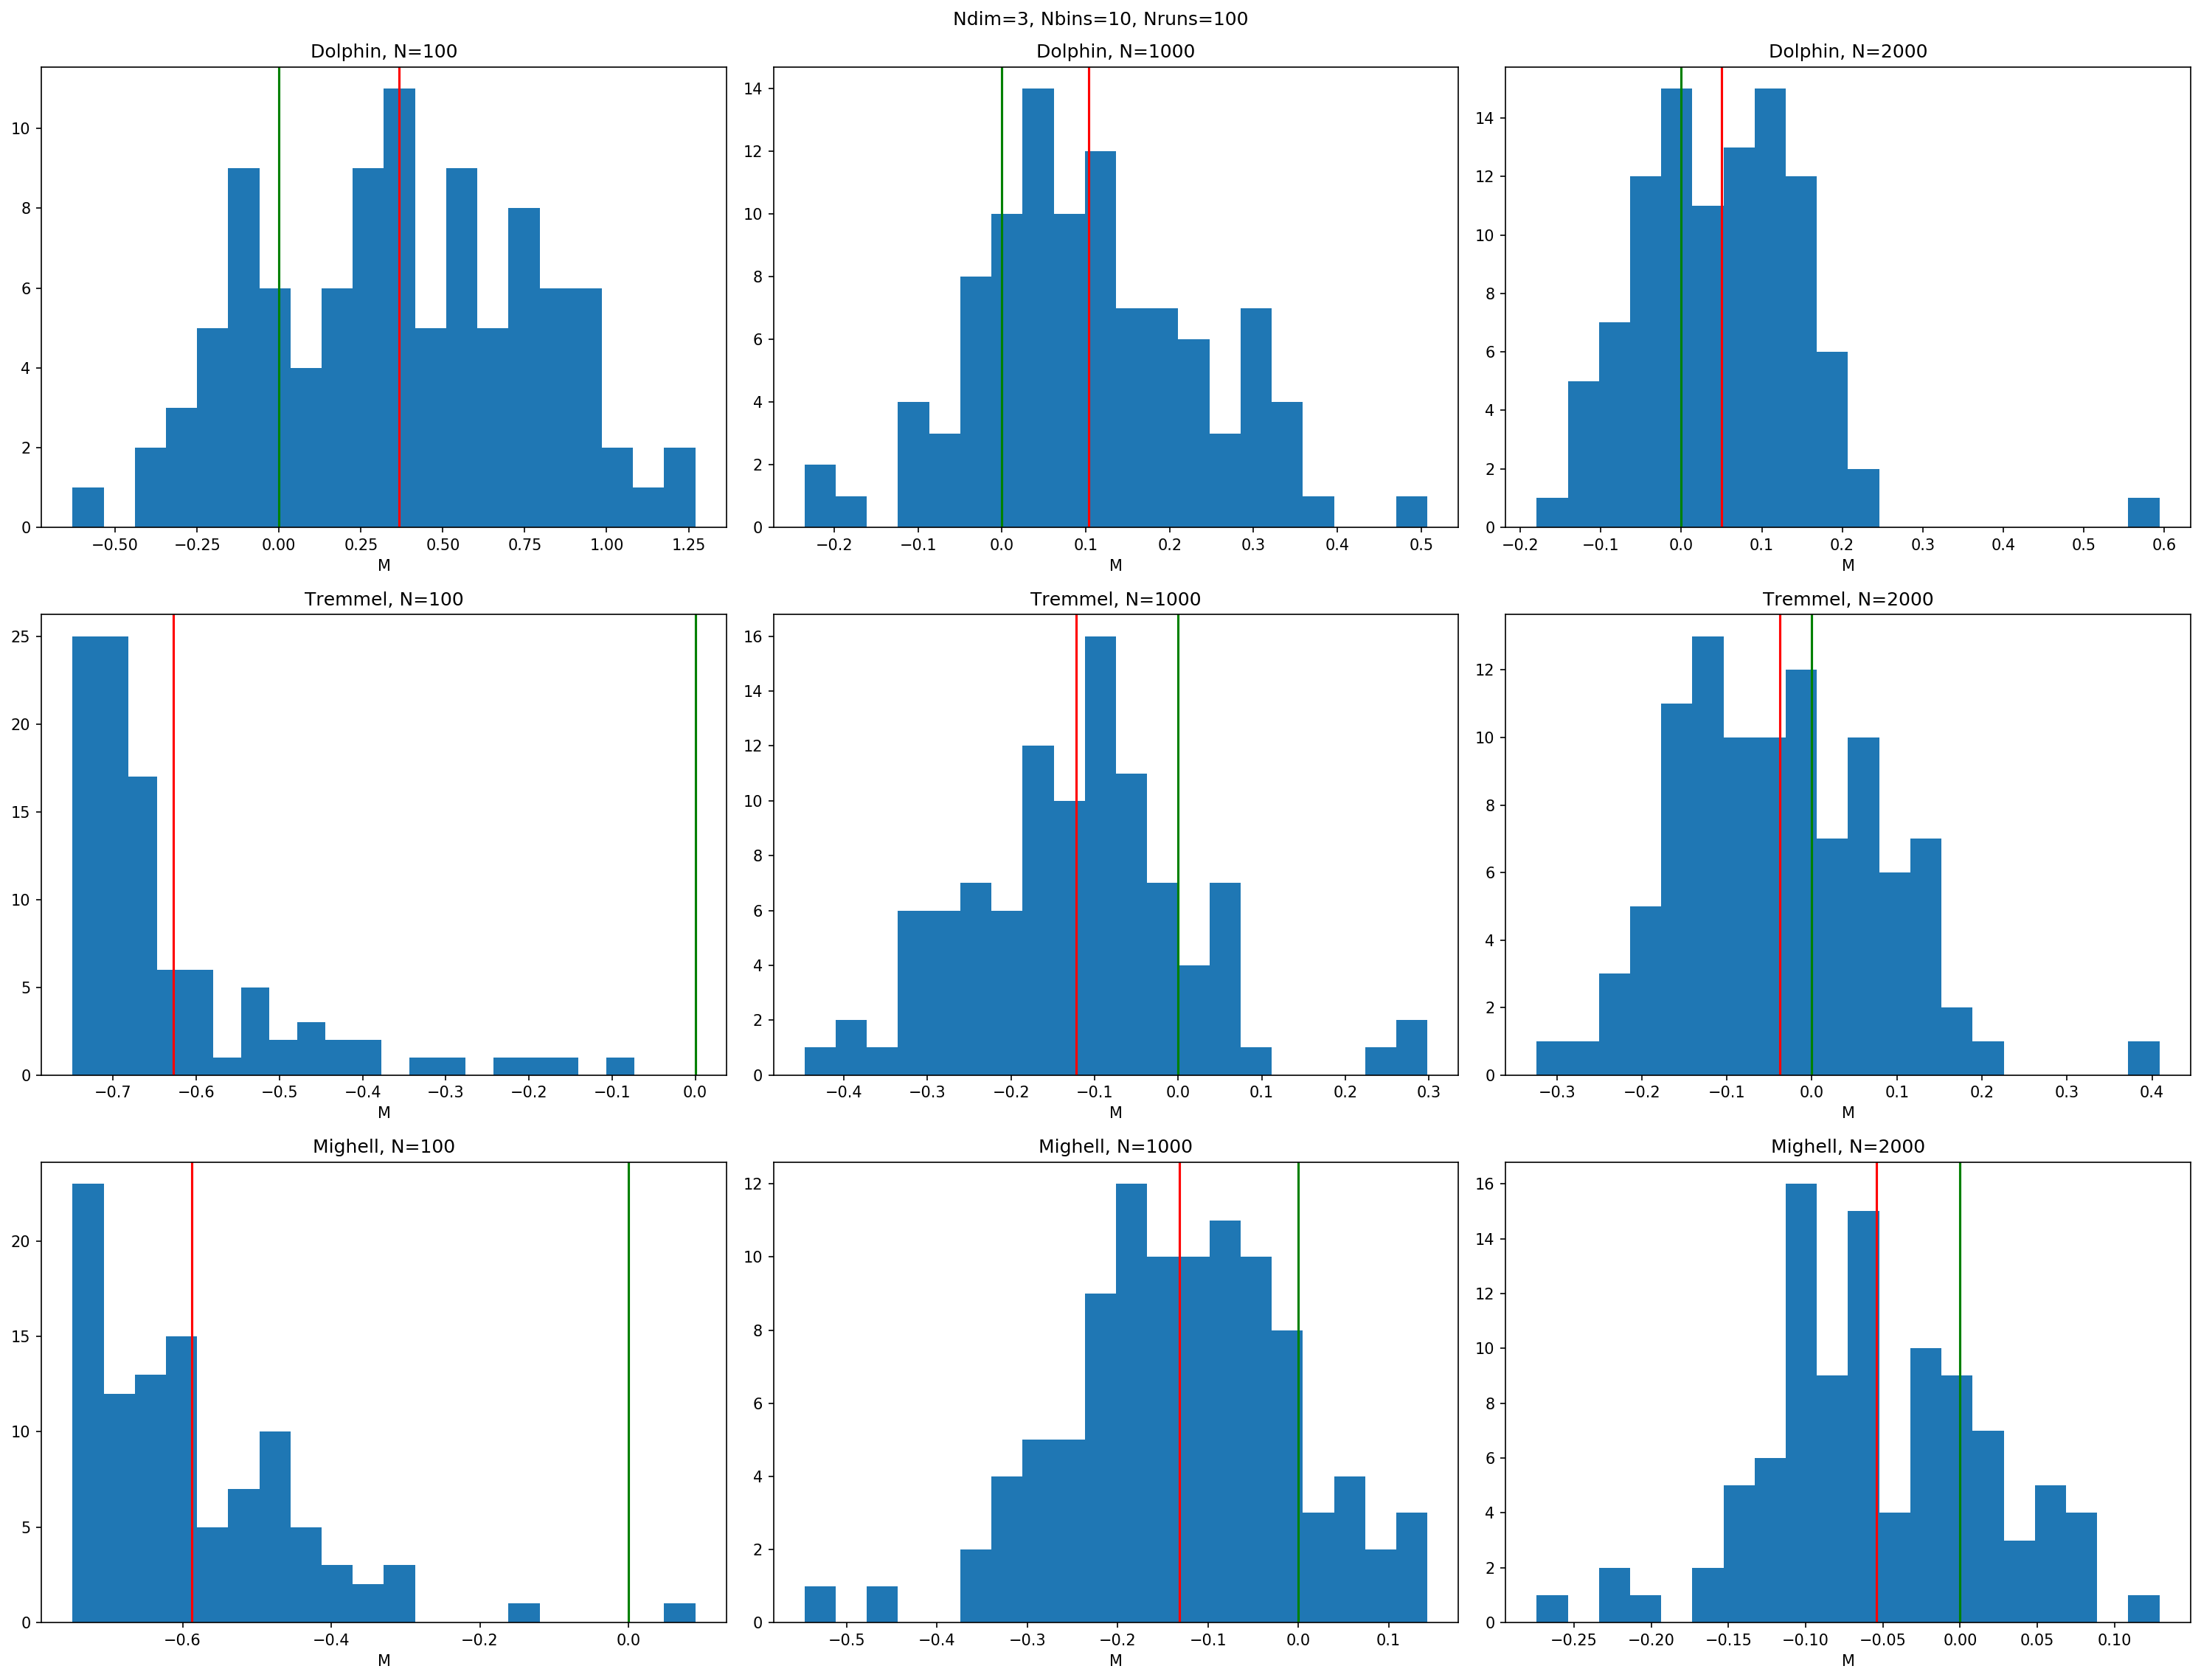 Ndim=3, Nbins=10, Nruns=100
Dolphin, N=100
10
8
6
4
2
0
−0.50 −0.25 0.00 0.25 0.50 0.75 1.00 1.25
M
Dolphin, N=1000
14
12
10
8
6
4
2
0
−0.2 −0.1 0.0 0.1 0.2 0.3 0.4 0.5
M
Dolphin, N=2000
14
12
10
8
6
4
2
0
−0.2 −0.1 0.0 0.1 0.2 0.3 0.4 0.5 0.6
M
Tremmel, N=100
25
20
15
10
5
0
−0.7 −0.6 −0.5 −0.4 −0.3 −0.2 −0.1 0.0
M
Tremmel, N=1000
16
14
12
10
8
6
4
2
0
−0.4 −0.3 −0.2 −0.1 0.0 0.1 0.2 0.3
M
Tremmel, N=2000
12
10
8
6
4
2
0
−0.3 −0.2 −0.1 0.0 0.1 0.2 0.3 0.4
M
Mighell, N=100
20
15
10
5
0
−0.6 −0.4 −0.2 0.0
M
Mighell, N=1000
12
10
8
6
4
2
0
−0.5 −0.4 −0.3 −0.2 −0.1 0.0 0.1
M
Mighell, N=2000
16
14
12
10
8
6
4
2
0
−0.25 −0.20 −0.15 −0.10 −0.05 0.00 0.05 0.10
M